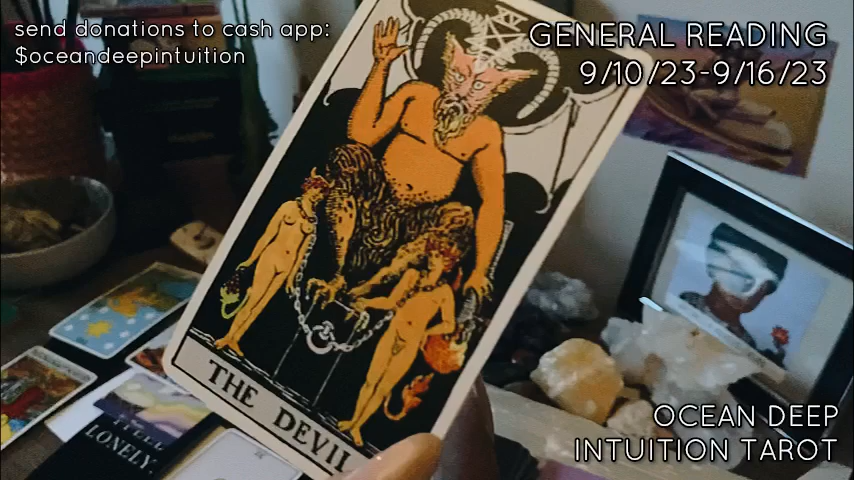 send donations to cash app:
$oceandeepintuition
GENERAL READING
9/10/23-9/16/23
XV
THE DEVIL
LONELY
OCEAN DEEP
INTUITION TAROT